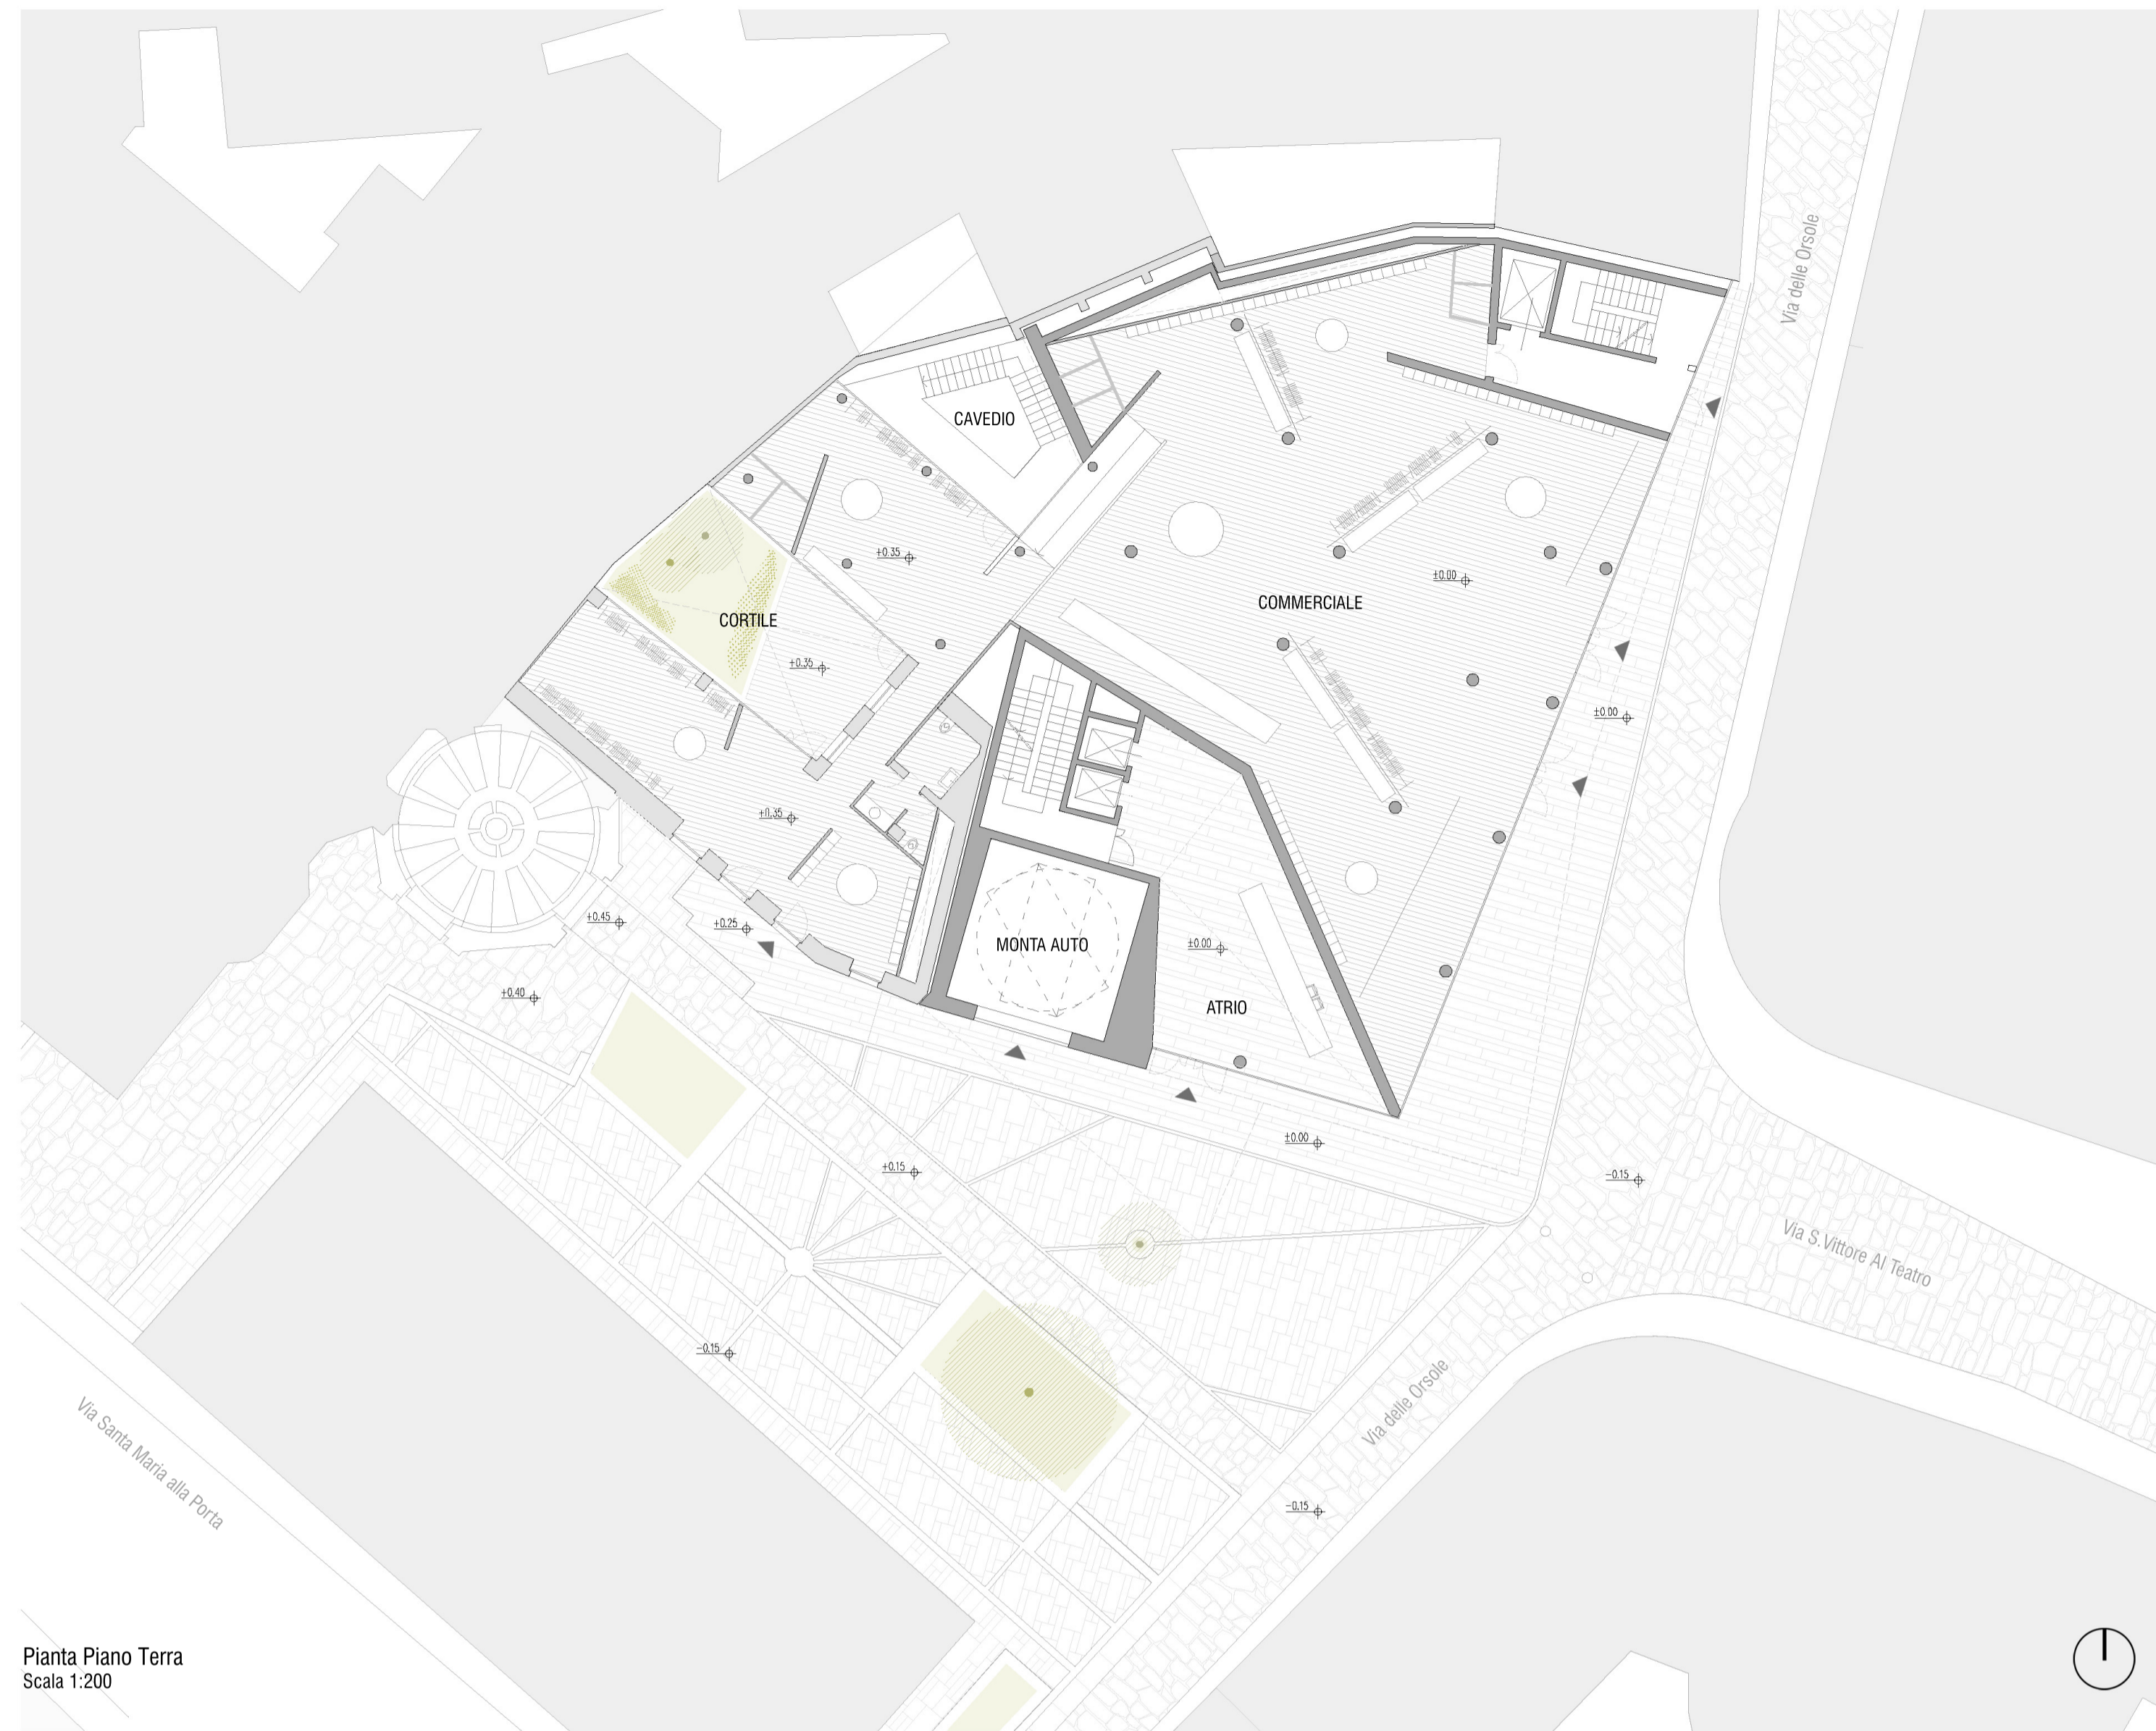 Via delle Orsole
CAVEDIO
+0.35
±0.00
COMMERCIALE
CORTILE
+0.35
±0.00
+0.35
+0.45
+0.25
MONTA AUTO
±0.00
+0.40
ATRIO
±0.00
+0.15
-0.15
Via S.Vittore Al Teatro
-0.15
Via delle Orsole
Via Santa Maria alla Porta
-0.15
Pianta Piano Terra
Scala 1:200